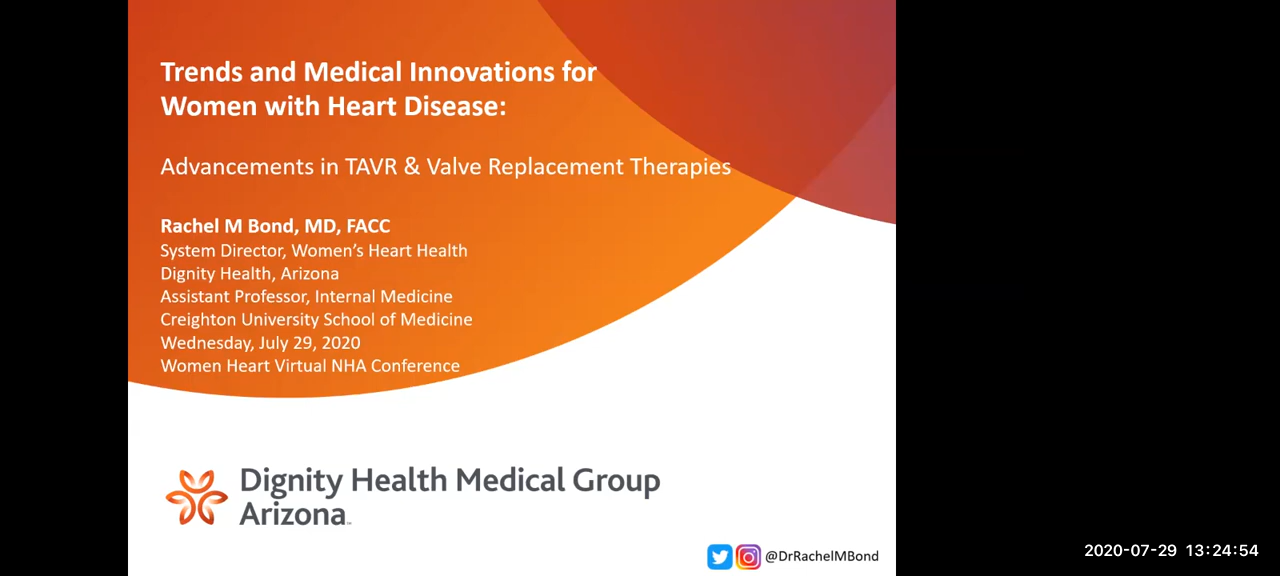 Trends and Medical Innovations for
Women with Heart Disease:
Advancements in TAVR & Valve Replacement Therapies
Rachel M Bond, MD, FACC
System Director, Women's Heart Health
Dignity Health, Arizona
Assistant Professor, Internal Medicine
Creighton University School of Medicine
Wednesday, July 29, 2020
Women Heart Virtual NHA Conference
Dignity Health Medical Group
Arizona™
@DrRachelMBond
2020-07-29 13:24:54